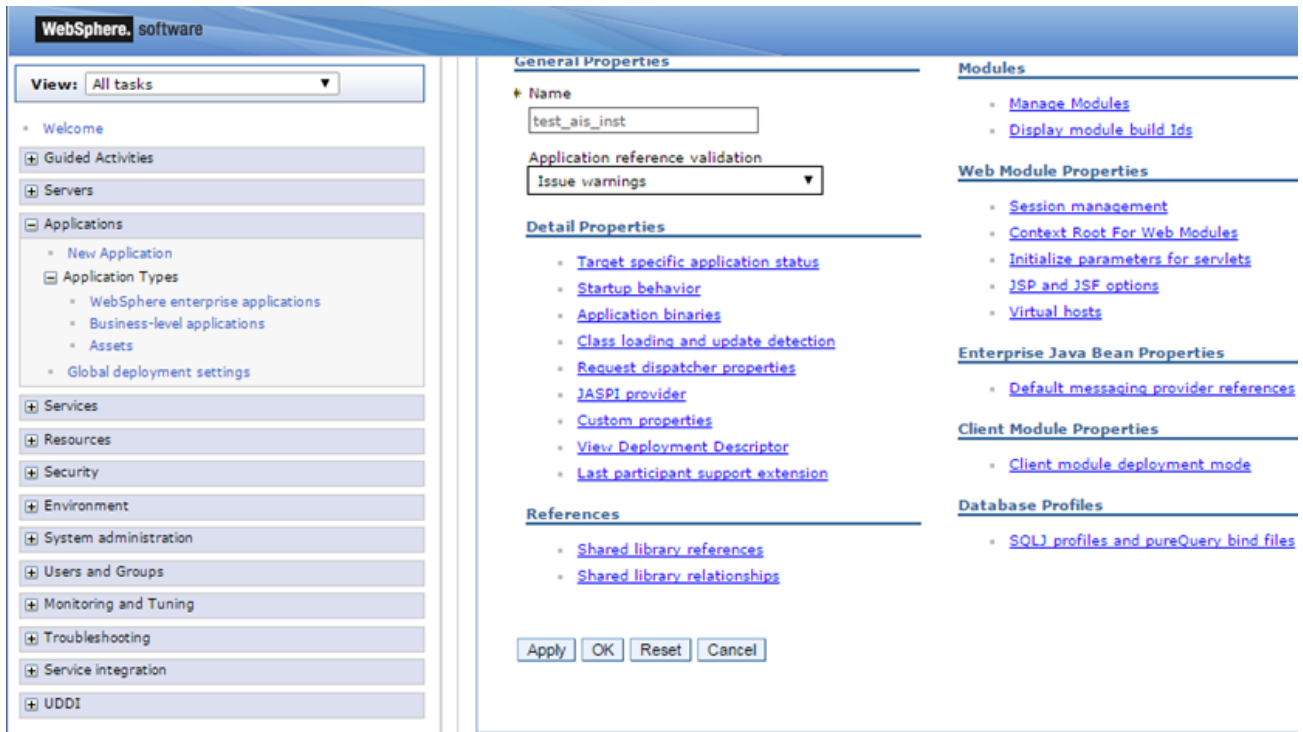 WebSphere. software
View: All tasks
Welcome
Guided Activities
Servers
Applications
New Application
Application Types
WebSphere enterprise applications
Business-level applications
Assets
Global deployment settings
Services
Resources
Security
Environment
System administration
Users and Groups
Monitoring and Tuning
Troubleshooting
Service integration
UDDI
General Properties
Name
test_ais_inst
Application reference validation
Issue warnings
Detail Properties
Target specific application status
Startup behavior
Application binaries
Class loading and update detection
Request dispatcher properties
JASPI provider
Custom properties
View Deployment Descriptor
Last participant support extension
References
Shared library references
Shared library relationships
Apply OK Reset Cancel
Modules
Manage Modules
Display module build Ids
Web Module Properties
Session management
Context Root For Web Modules
Initialize parameters for servlets
JSP and JSF options
Virtual hosts
Enterprise Java Bean Properties
Default messaging provider references
Client Module Properties
Client module deployment mode
Database Profiles
SQLJ profiles and pureQuery bind files